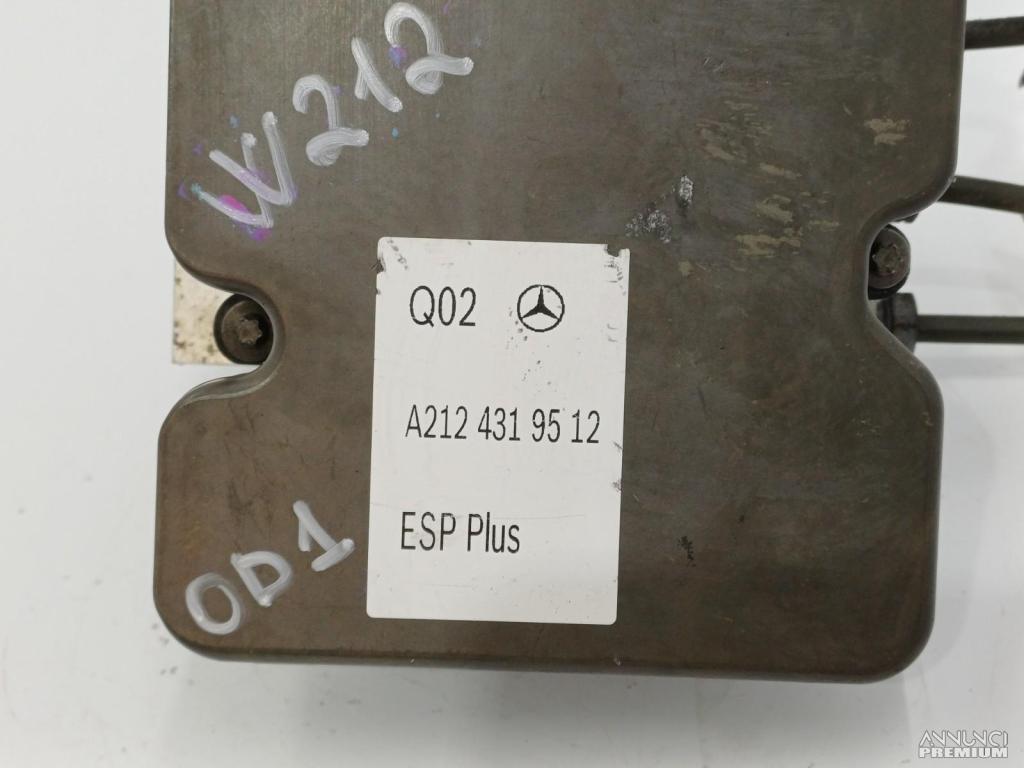 W212
Q02
A212 431 95 12
ESP Plus
OD1
ANNUNCI
PREMIUM